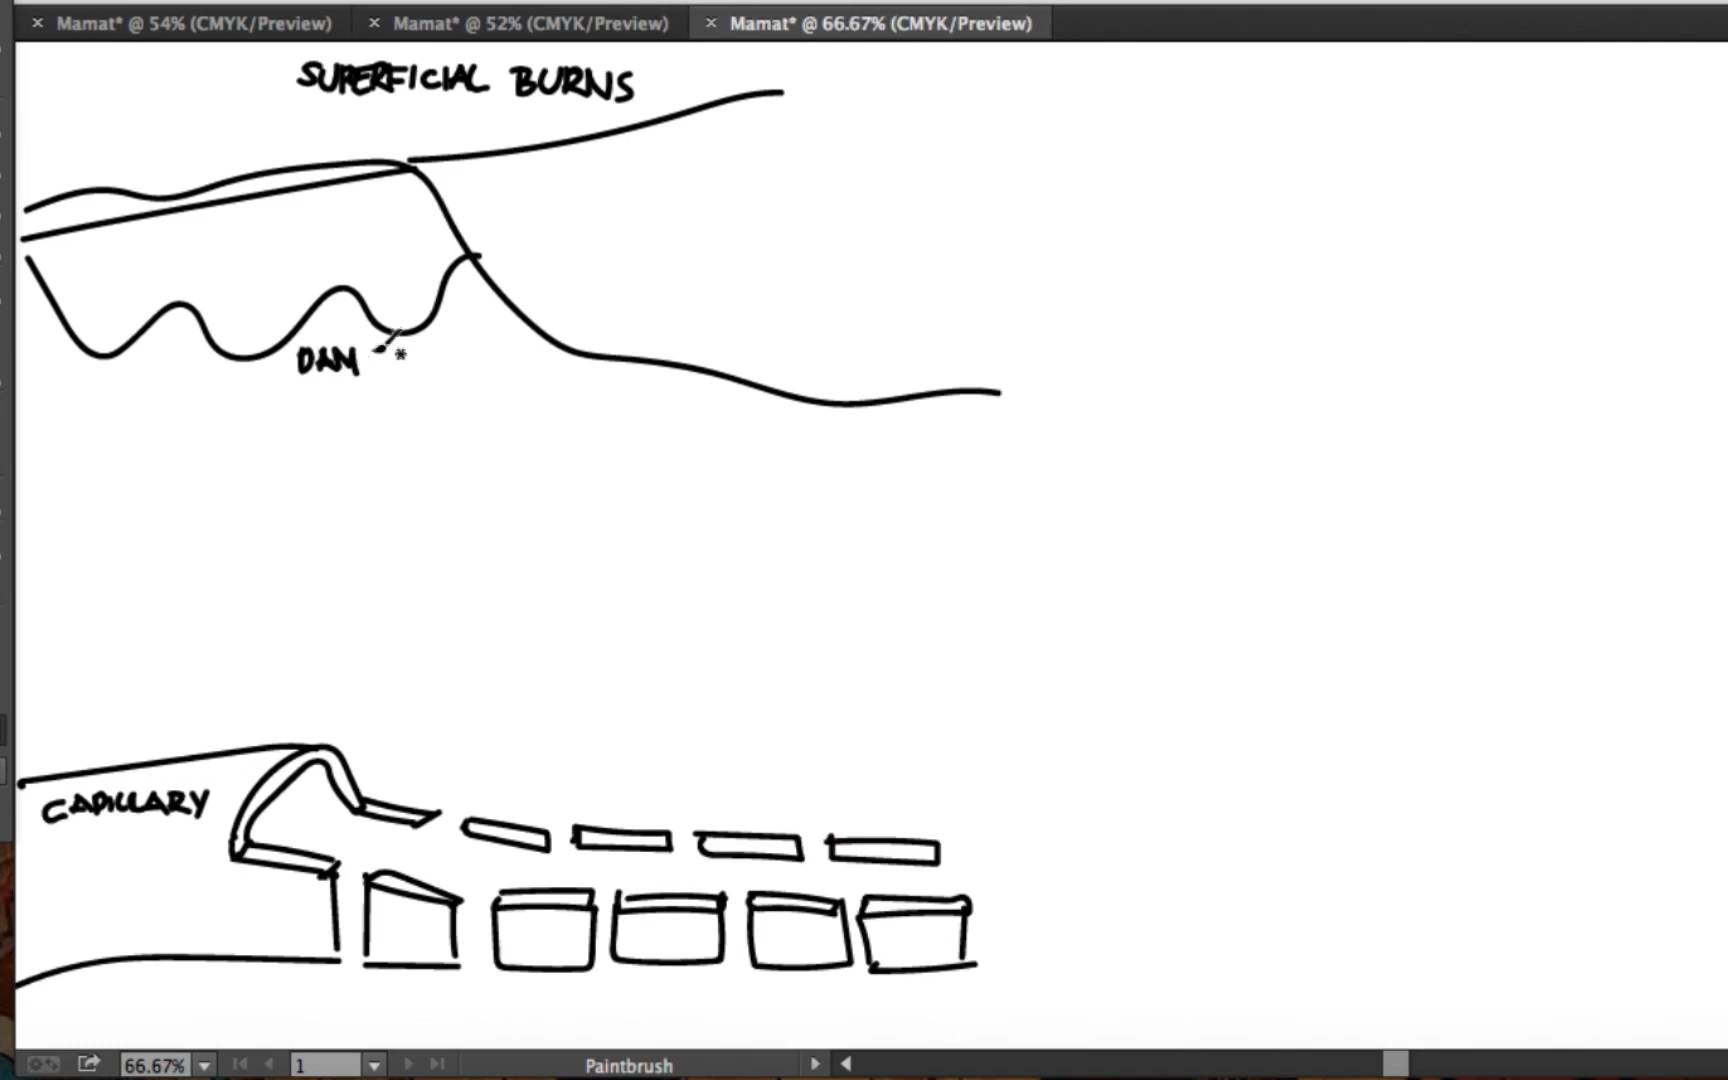 Mamat* @ 54% (CMYK/Preview) Mamat* @ 52% (CMYK/Preview) Mamat* @ 66.67% (CMYK/Preview)
SUPERFICIAL BURNS
DAM
CAPILLARY
66.67% 1 Paintbrush